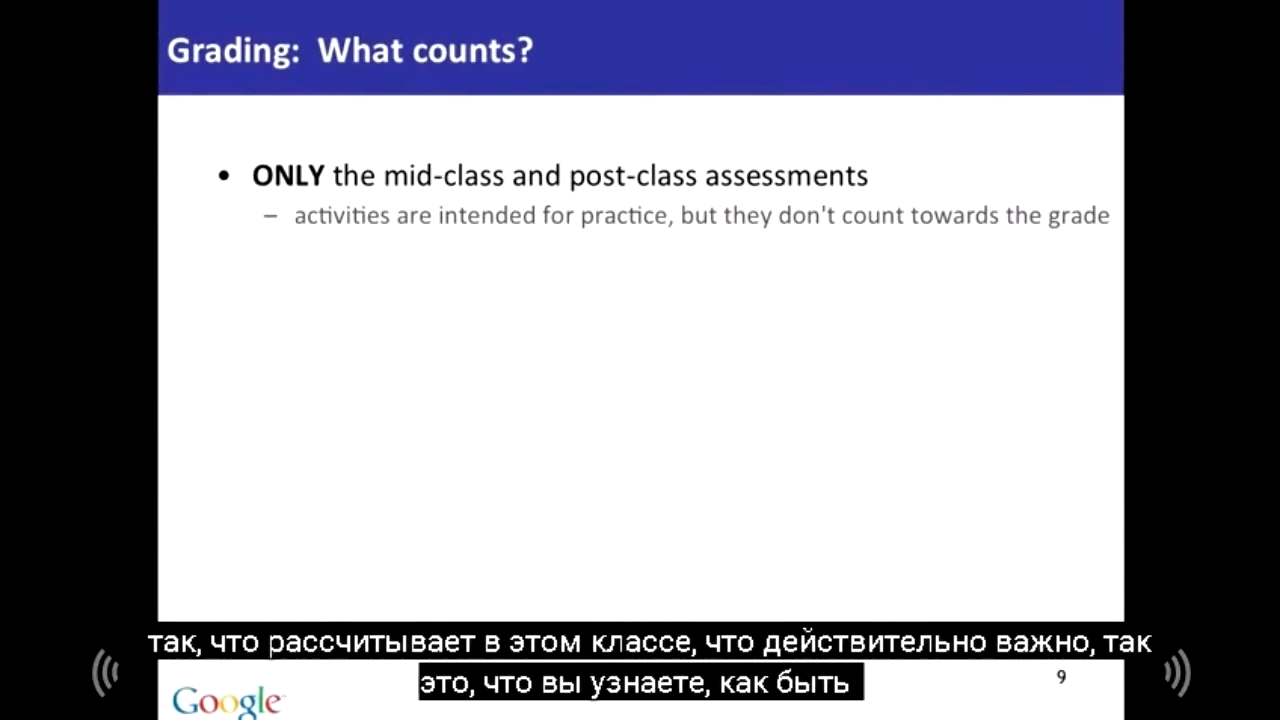 Grading: What counts?
• ONLY the mid-class and post-class assessments
– activities are intended for practice, but they don't count towards the grade
так, что рассчитывает в этом классе, что действительно важно, так
это, что вы узнаете, как быть
9
Google